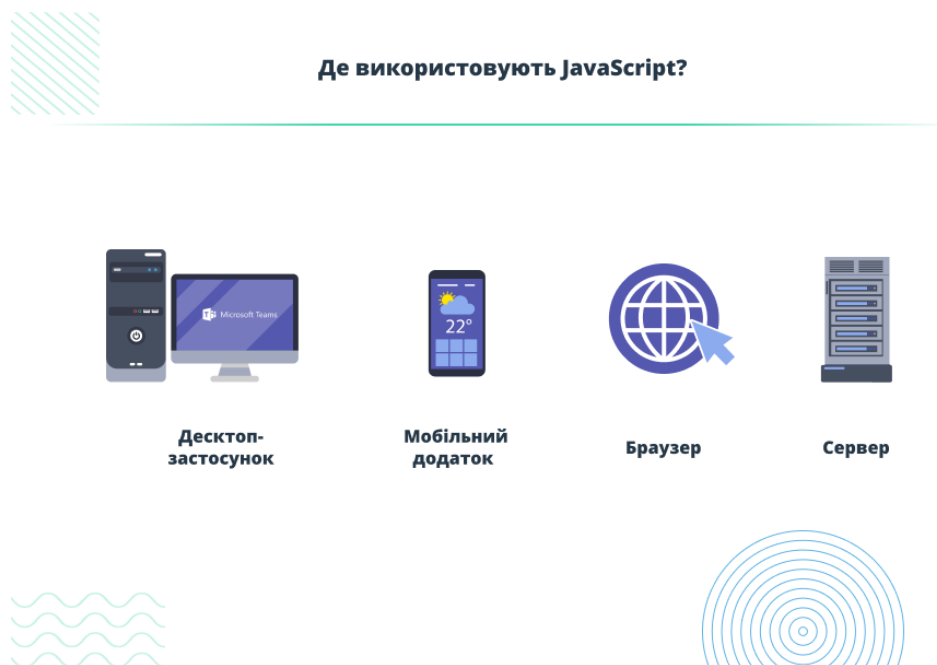 Де використовують JavaScript?
Microsoft Teams
22°
Десктоп-
застосунок
Мобільний
додаток
Браузер
Сервер